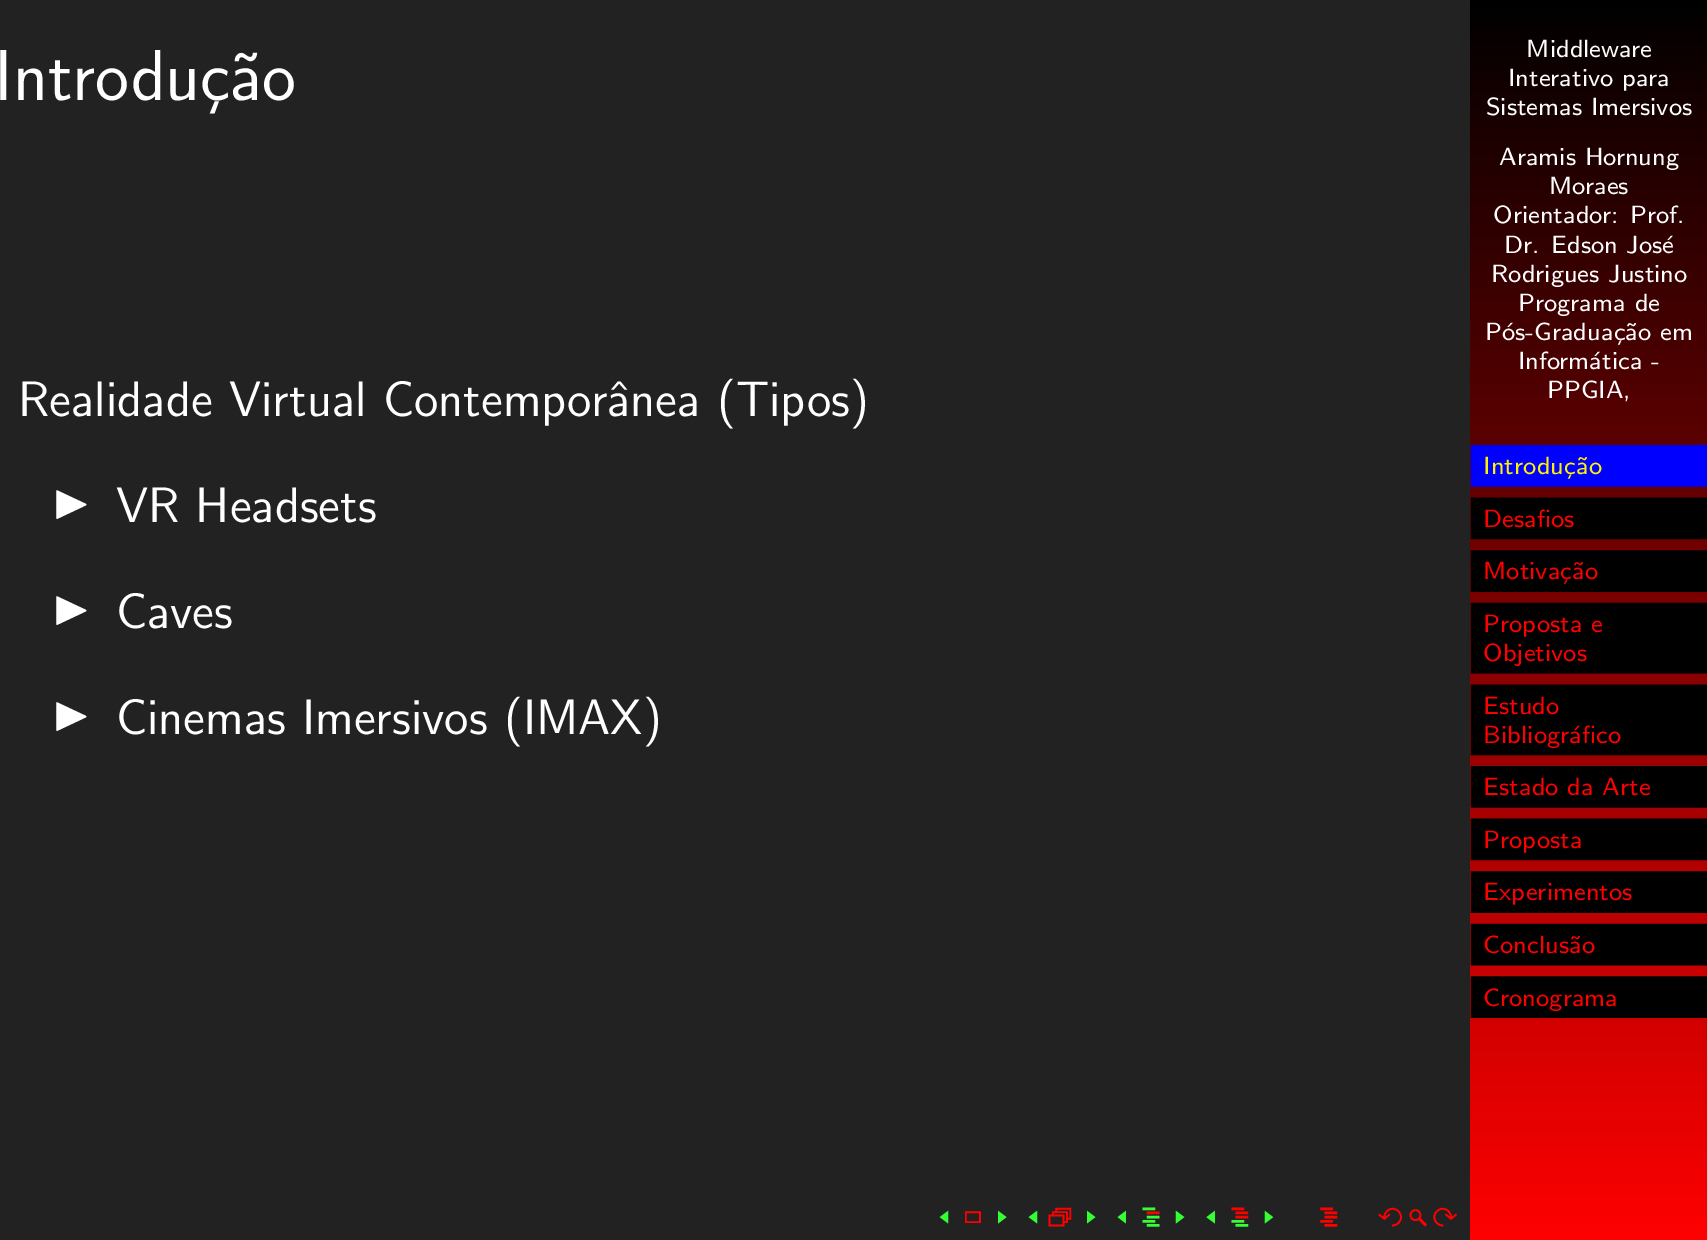 Introdução
Realidade Virtual Contemporânea (Tipos)
VR Headsets
Caves
Cinemas Imersivos (IMAX)
Middleware
Interativo para
Sistemas Imersivos
Aramis Hornung
Moraes
Orientador: Prof.
Dr. Edson José
Rodrigues Justino
Programa de
Pós-Graduação em
Informática -
PPGIA,
Introdução
Desafios
Motivação
Proposta e
Objetivos
Estudo
Bibliográfico
Estado da Arte
Proposta
Experimentos
Conclusão
Cronograma